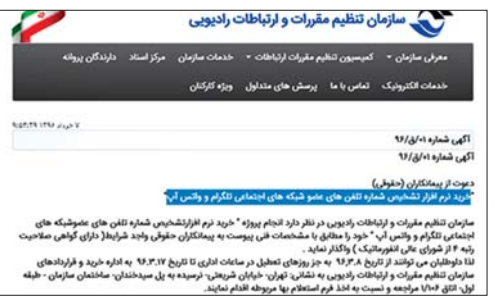 سازمان تنظیم مقررات و ارتباطات رادیویی
معرفی سازمان کمیسیون تنظیم مقررات ارتباطات خدمات سازمان مرکز اسناد دارندگان پروانه
خدمات الکترونیک تماس با ما پرسش های متداول ویژه کارکنان
۷ خرداد ۱۳۹۶
آگهی شماره ۰۱/ق/۹۶
آگهی شماره ۰۱/ق/۹۶
دعوت از پیمانکاران (حقوقی)
"خرید نرم افزار تشخیص شماره تلفن های عضو شبکه های اجتماعی تلگرام و واتس آپ"
سازمان تنظیم مقررات و ارتباطات رادیویی در نظر دارد انجام پروژه " خرید نرم افزارتشخیص شماره تلفن های عضوشبکه های
اجتماعی تلگرام و واتس آپ " خود را مطابق با مشخصات فنی پیوست به پیمانکاران حقوقی واجد شرایط( دارای گواهی صلاحیت
رتبه ۴ از شورای عالی انفورماتیک ) واگذار نماید .
لذا داوطلبان می توانند از تاریخ ۹۶,۳,۸ به جز روزهای تعطیل در ساعات اداری تا تاریخ ۹۶,۳,۱۷ به اداره خرید و قراردادهای
سازمان تنظیم مقررات و ارتباطات رادیویی به نشانی: تهران- خیابان شریعتی- نرسیده به پل سیدخندان- ساختمان سازمان - طبقه
اول- اتاق ۱/۱۰۶ مراجعه و نسبت به اخذ فرم استعلام بها مربوطه اقدام نمایند.